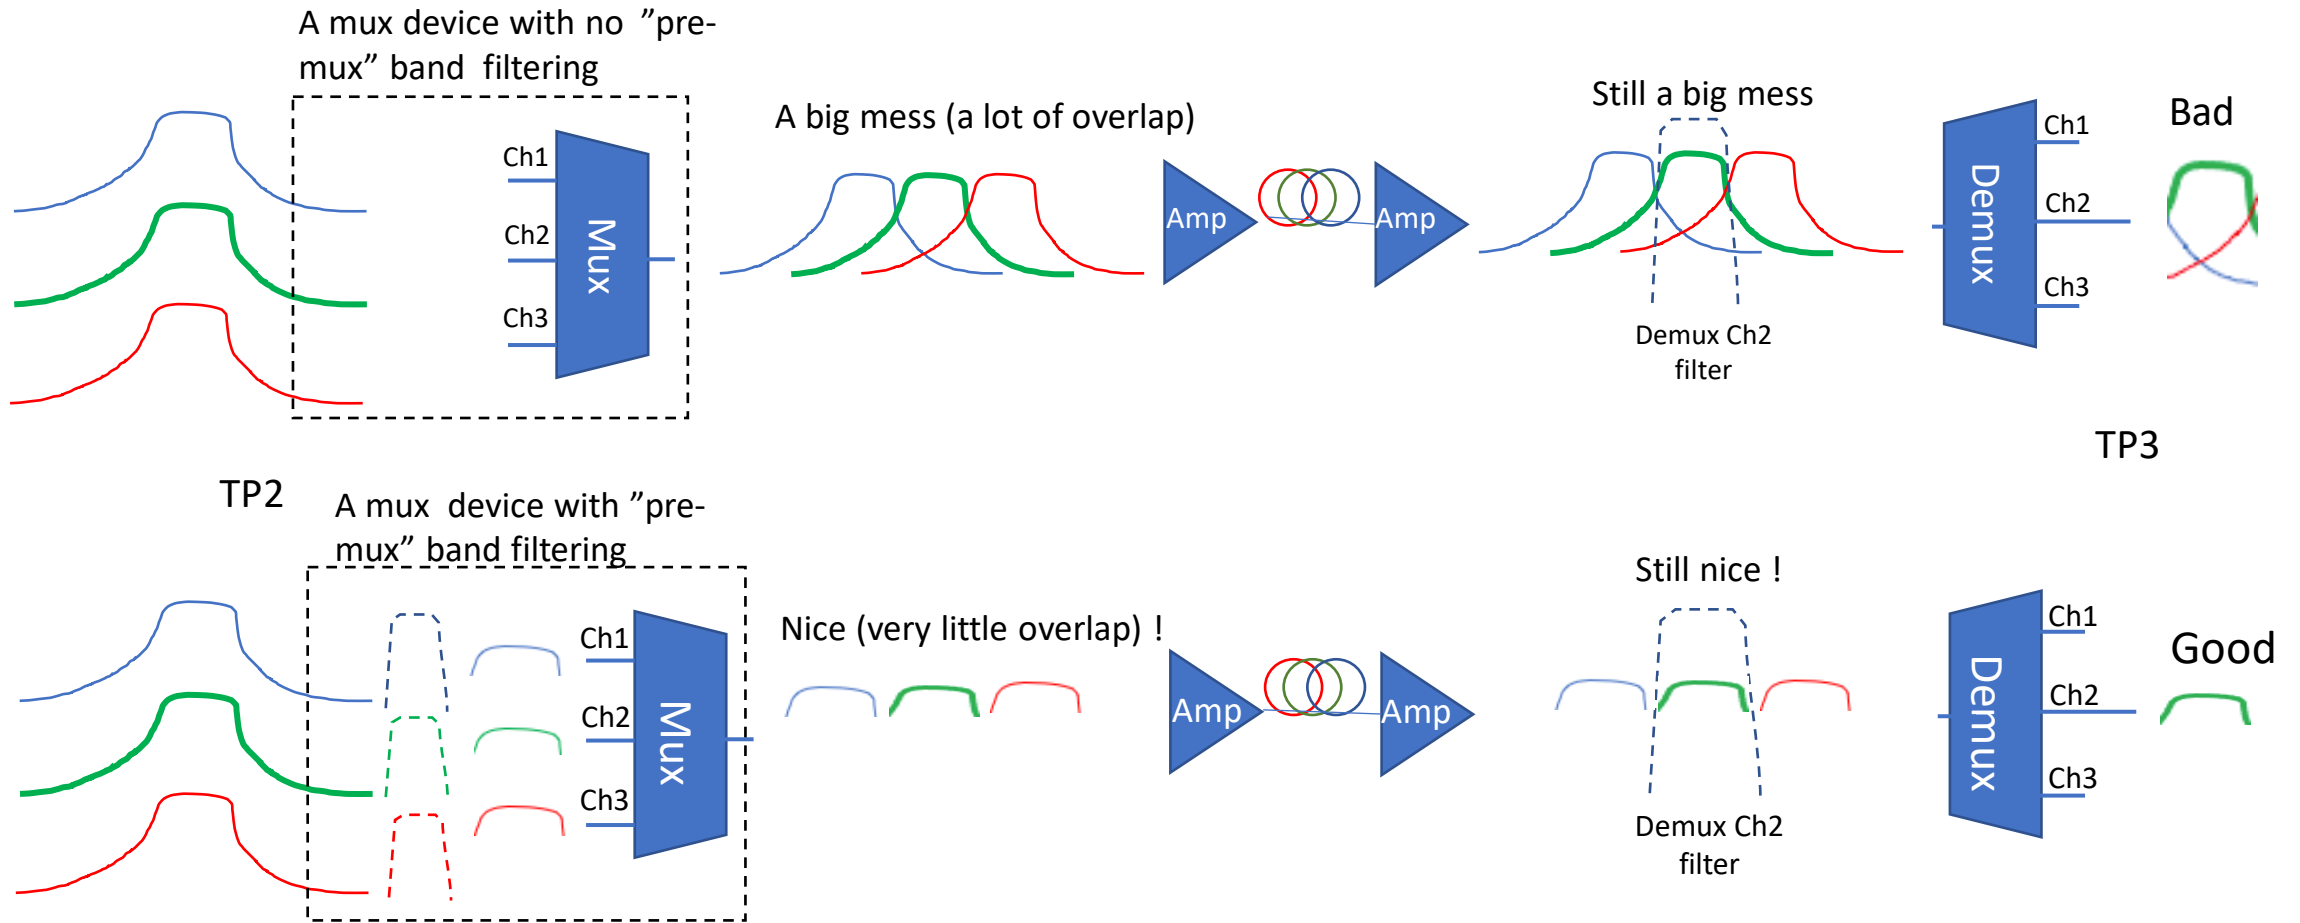 A mux device with no ”pre-
mux” band filtering
Ch1
Ch2
Ch3
Mux
A big mess (a lot of overlap)
Amp
Amp
Still a big mess
Demux Ch2
filter
Demux
Ch1
Ch2
Ch3
Bad
TP3
TP2
A mux device with ”pre-
mux” band filtering
Ch1
Ch2
Ch3
Mux
Nice (very little overlap) !
Amp
Amp
Still nice !
Demux Ch2
filter
Demux
Ch1
Ch2
Ch3
Good